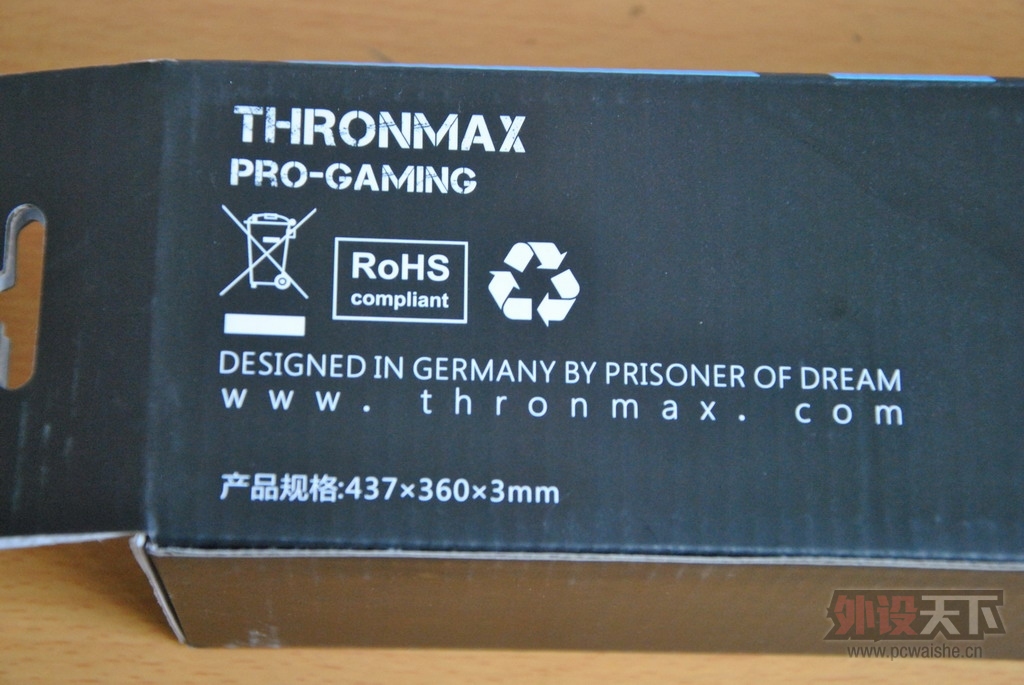 THRONMAX
PRO-GAMING
RoHS
compliant
DESIGNED IN GERMANY BY PRISONER OF DREAM
www.thronmax.com
产品规格:437×360×3mm
外设天下
www.pcwaishe.cn